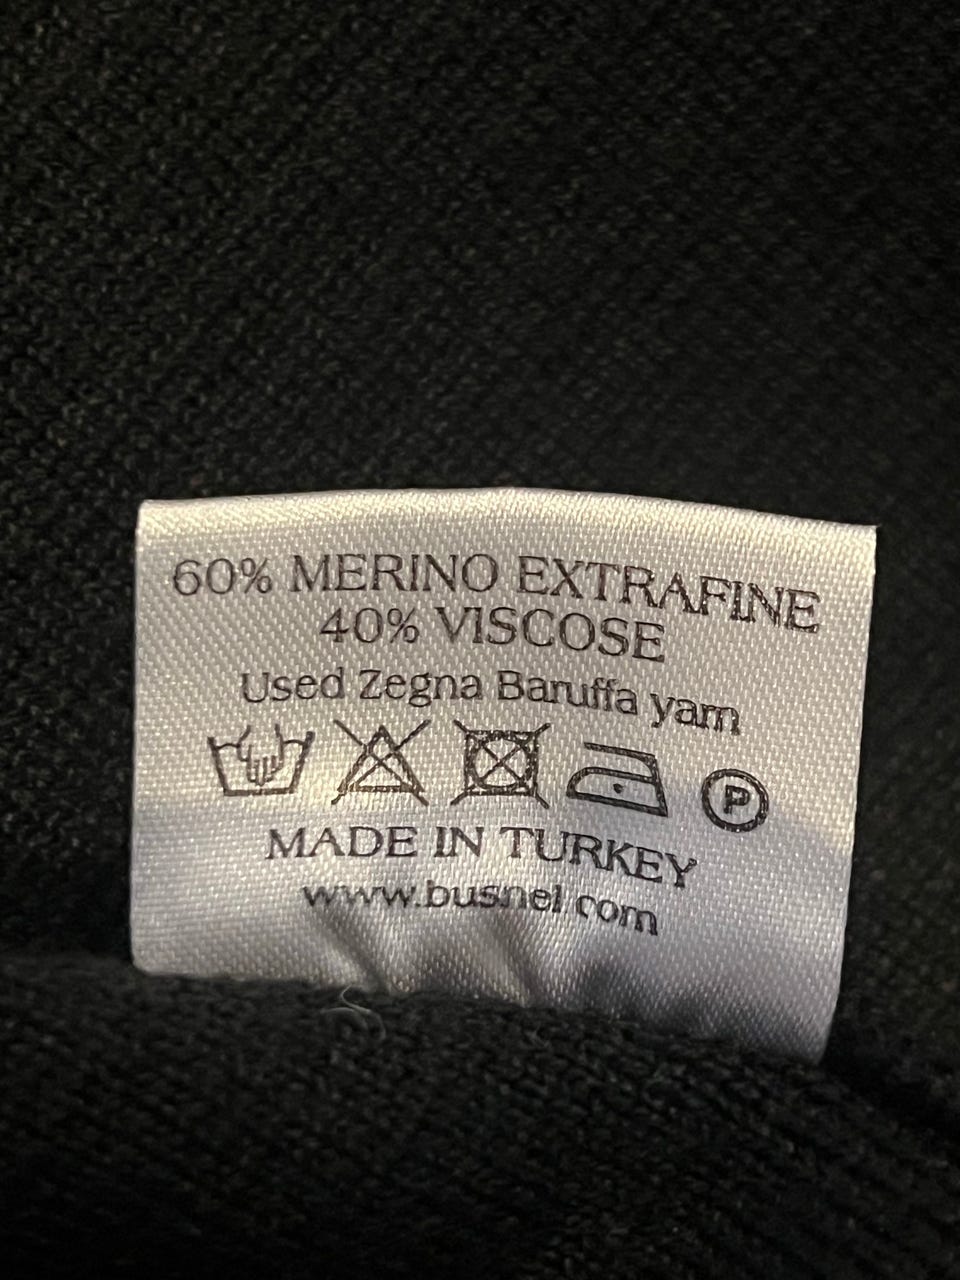 60% MERINO EXTRAFINE
40% VISCOSE
Used Zegna Baruffa yarn
P
MADE IN TURKEY
www.busnel.com